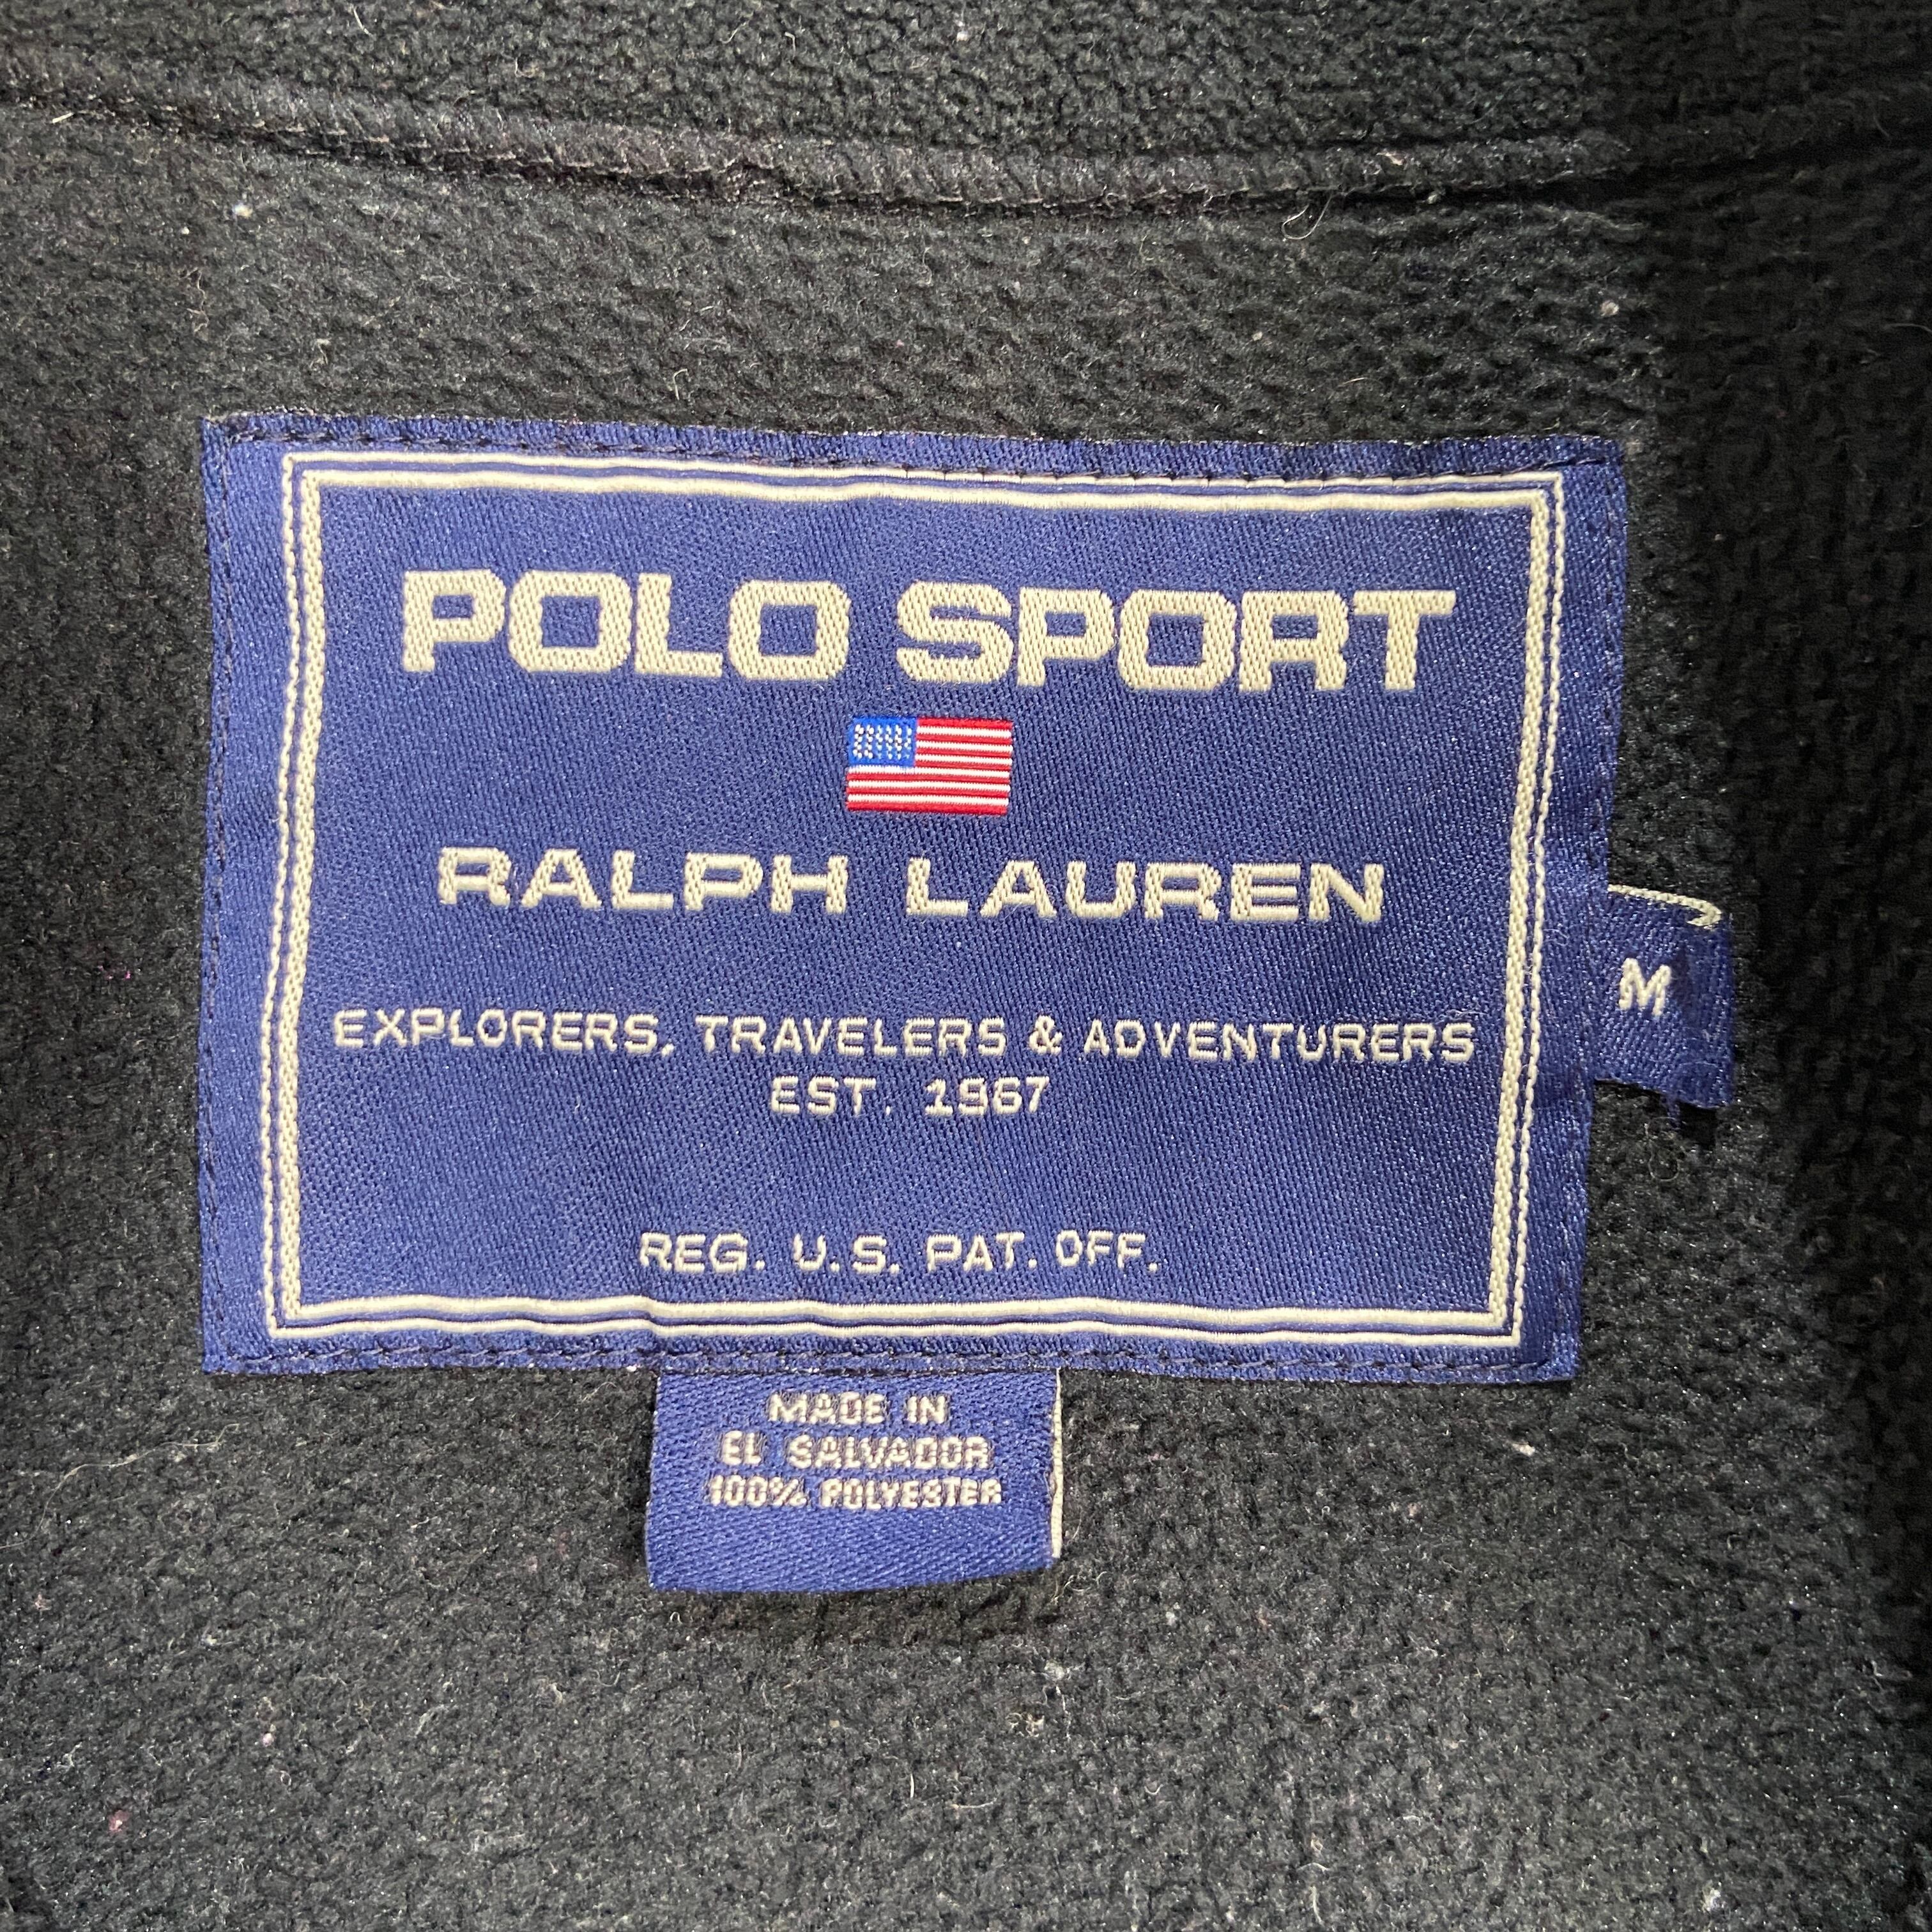 POLO SPORT
RALPH LAUREN
EXPLORERS, TRAVELERS & ADVENTURERS
EST. 1967
M
REG. U.S. PAT. OFF.
MADE IN
EL SALVADOR
100% POLYESTER